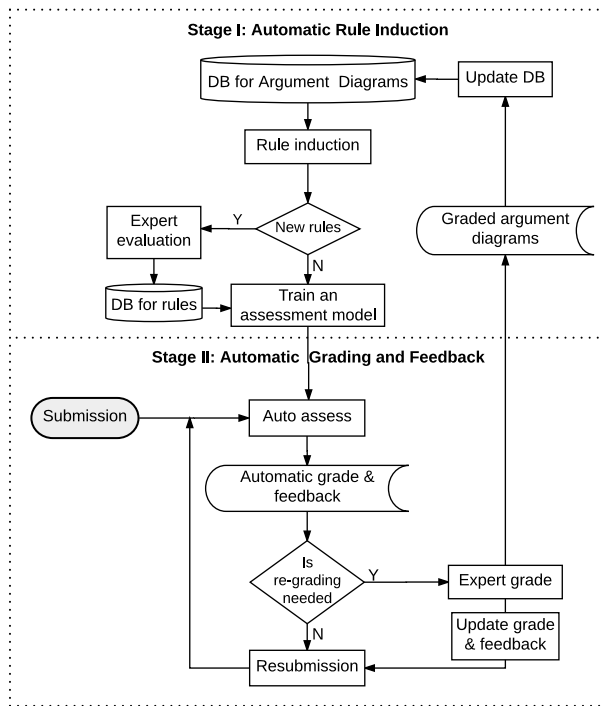 Stage I: Automatic Rule Induction
DB for Argument Diagrams
Update DB
Rule induction
Graded argument
diagrams
New rules
Y
N
Expert
evaluation
DB for rules
Train an
assessment model
Stage II: Automatic Grading and Feedback
Submission
Auto assess
Automatic grade &
feedback
Is
re-grading
needed
Y
N
Expert grade
Update grade
& feedback
Resubmission